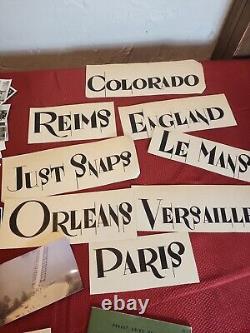 COLORADO
REIMS
ENGLAND
LE MANS
JUST SNAPS
ORLEANS
VERSAILLE
PARIS